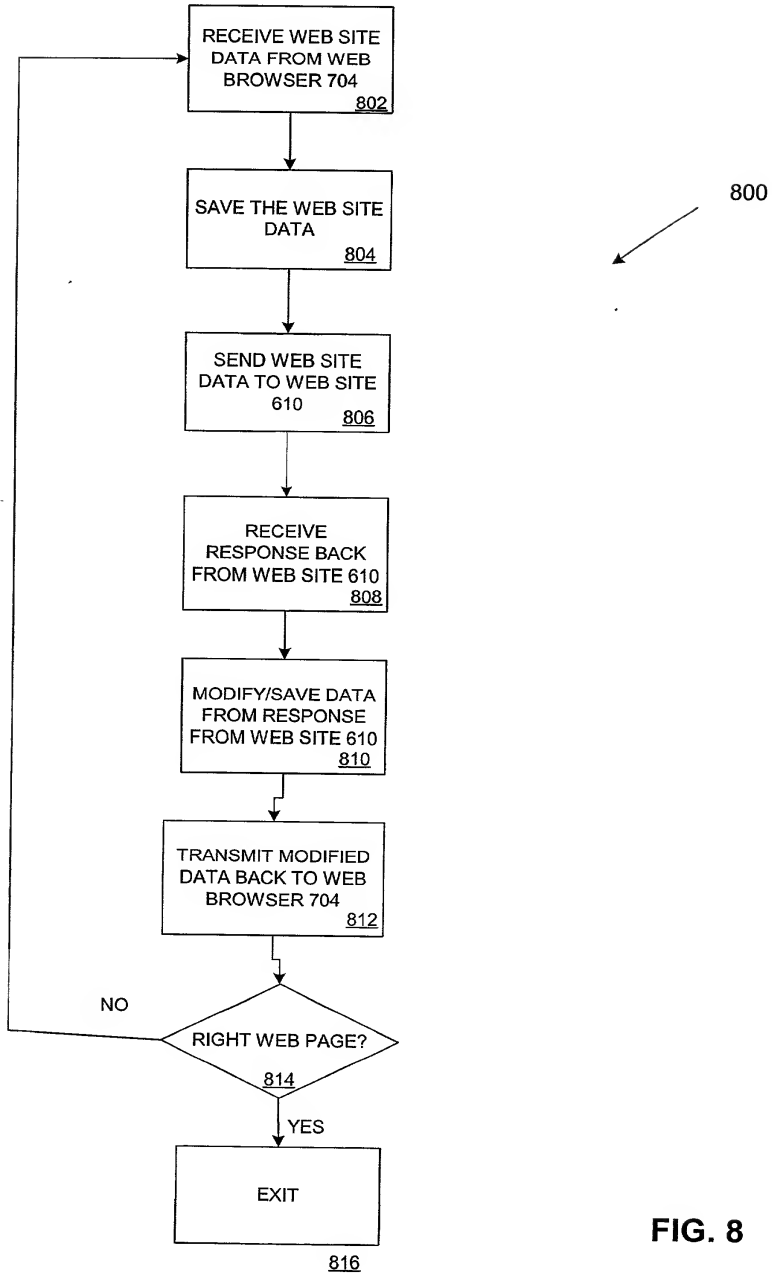 RECEIVE WEB SITE
DATA FROM WEB
BROWSER 704
802
800
SAVE THE WEB SITE
DATA
804
SEND WEB SITE
DATA TO WEB SITE
610
806
RECEIVE
RESPONSE BACK
FROM WEB SITE 610
808
MODIFY/SAVE DATA
FROM RESPONSE
FROM WEB SITE 610
810
TRANSMIT MODIFIED
DATA BACK TO WEB
BROWSER 704
812
NO
RIGHT WEB PAGE?
814
YES
EXIT
816
FIG. 8